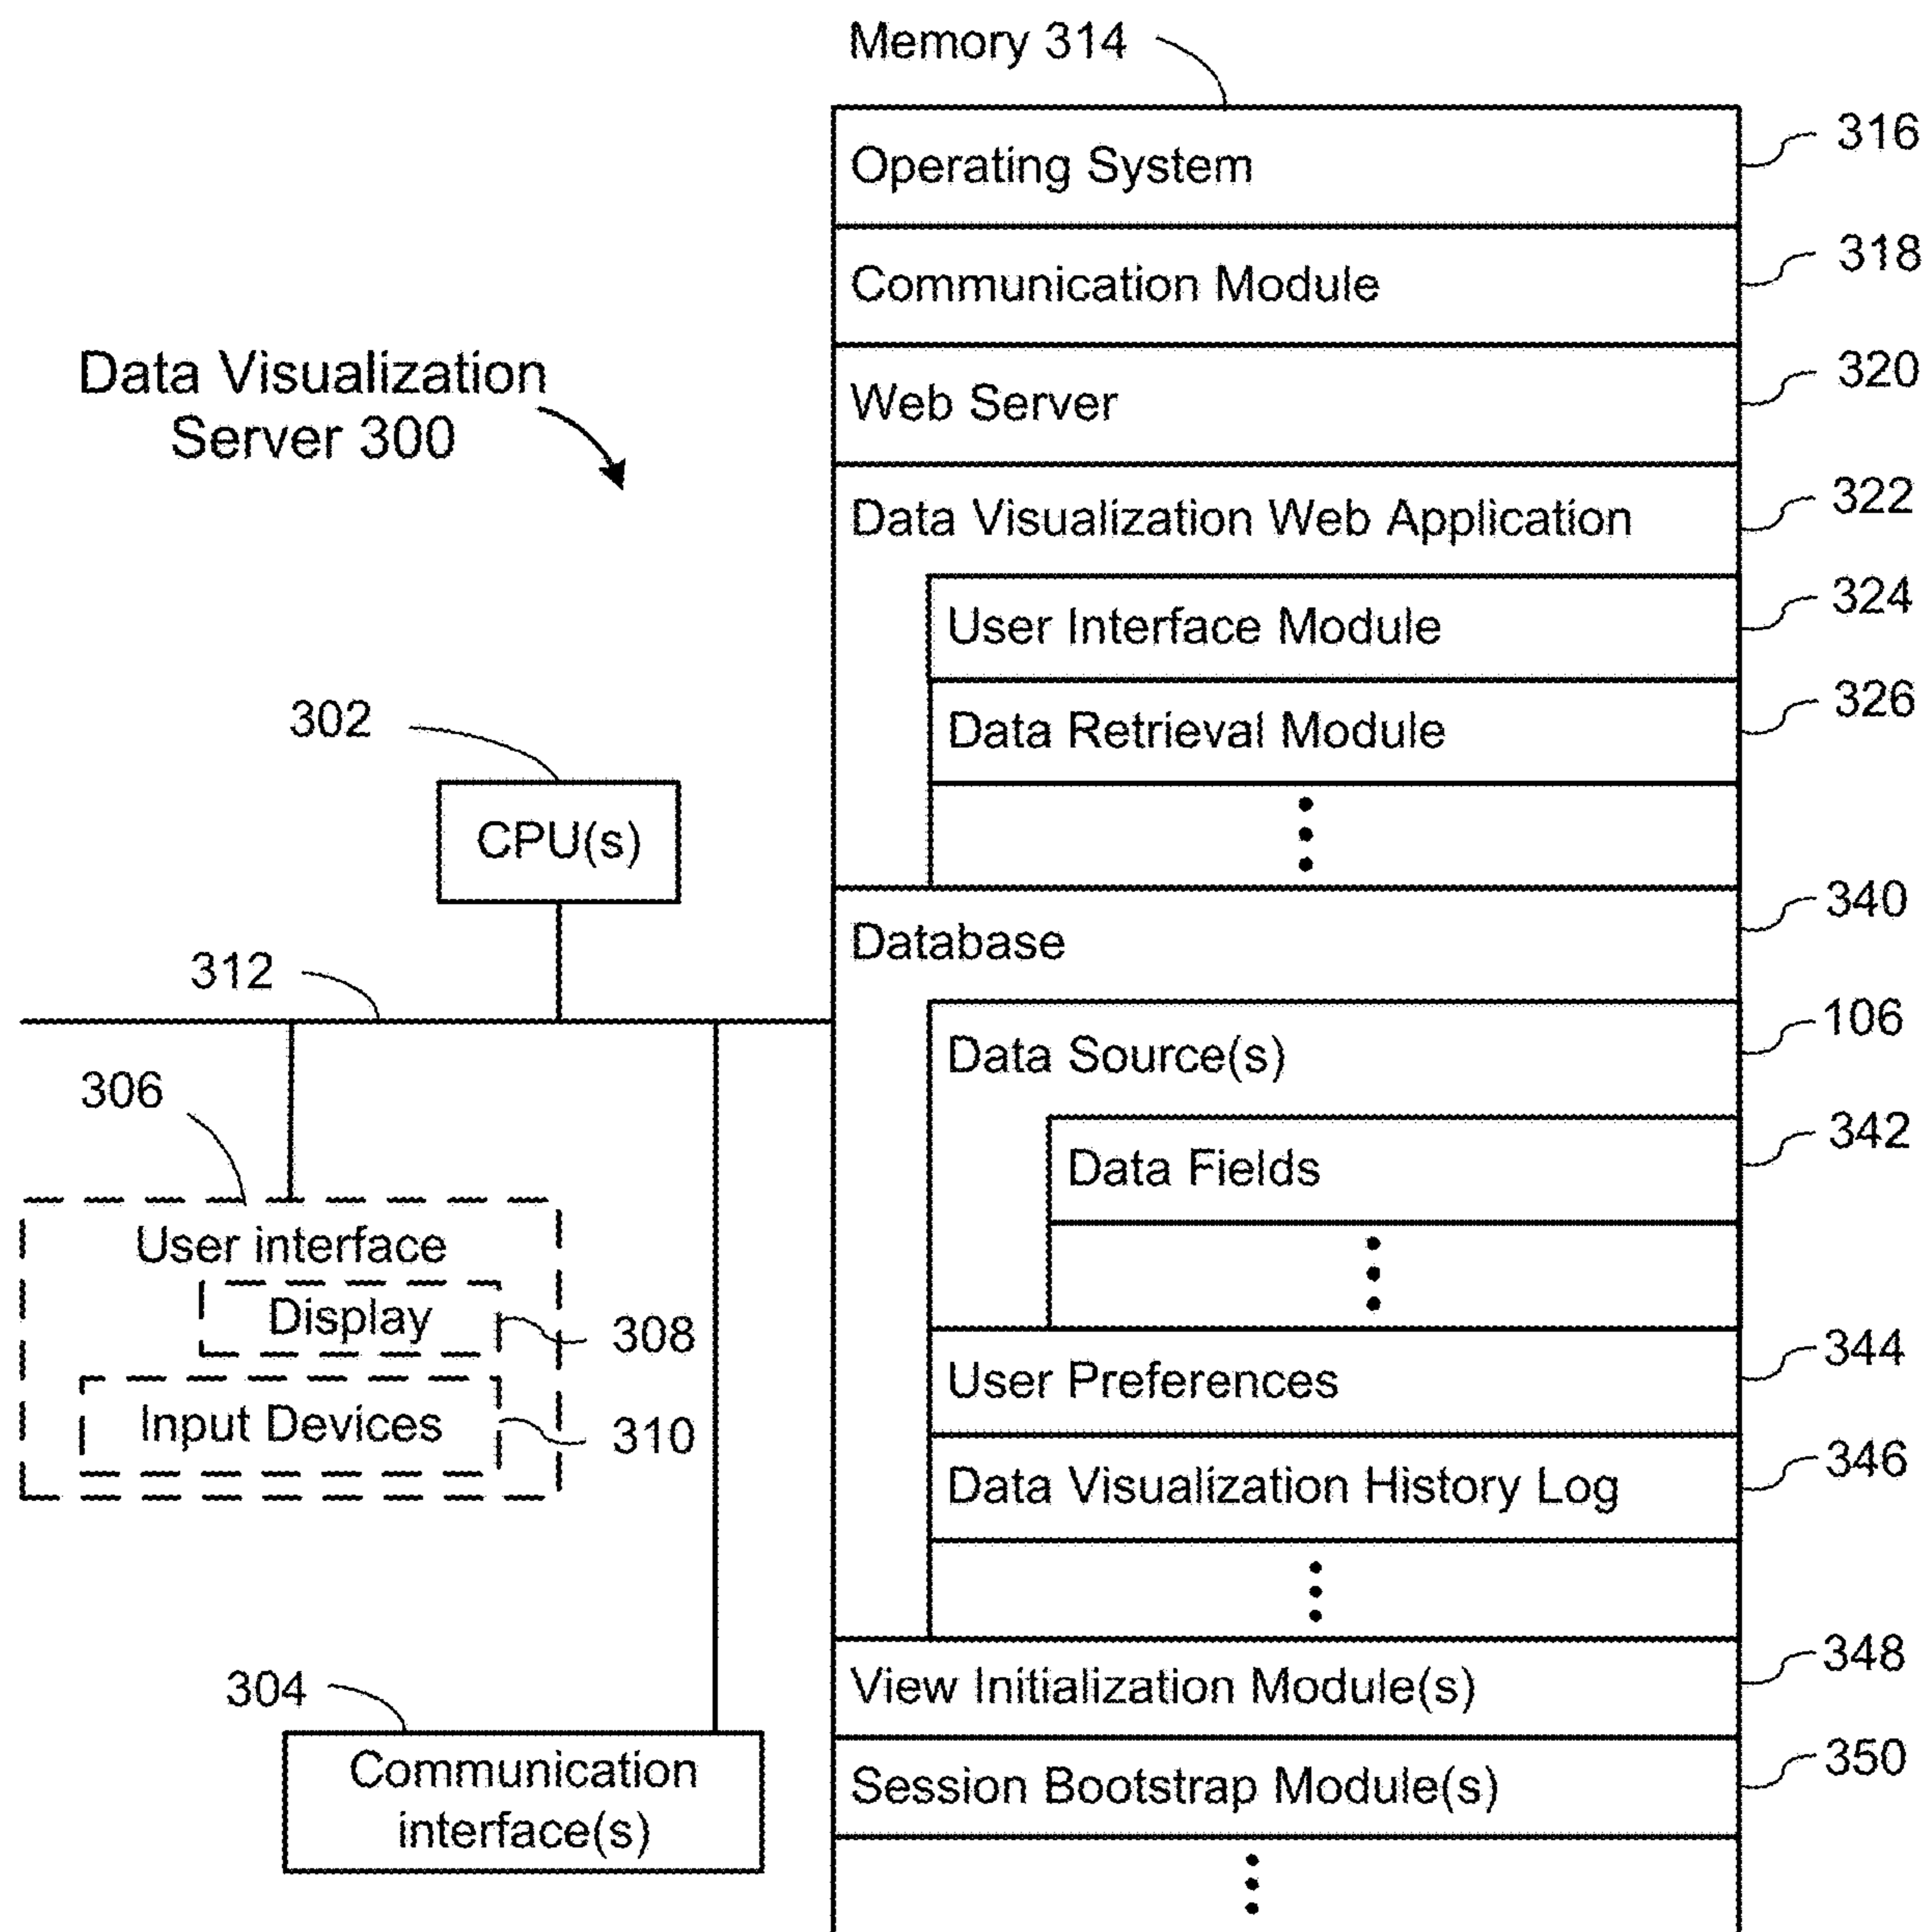 Memory 314
Operating System
316
Communication Module
318
Web Server
320
Data Visualization
Server 300
Data Visualization Web Application
322
User Interface Module
324
Data Retrieval Module
326
302
CPU(s)
Database
340
312
Data Source(s)
106
306
Data Fields
342
User interface
Display
308
Input Devices
310
User Preferences
344
Data Visualization History Log
346
View Initialization Module(s)
348
304
Communication
interface(s)
Session Bootstrap Module(s)
350